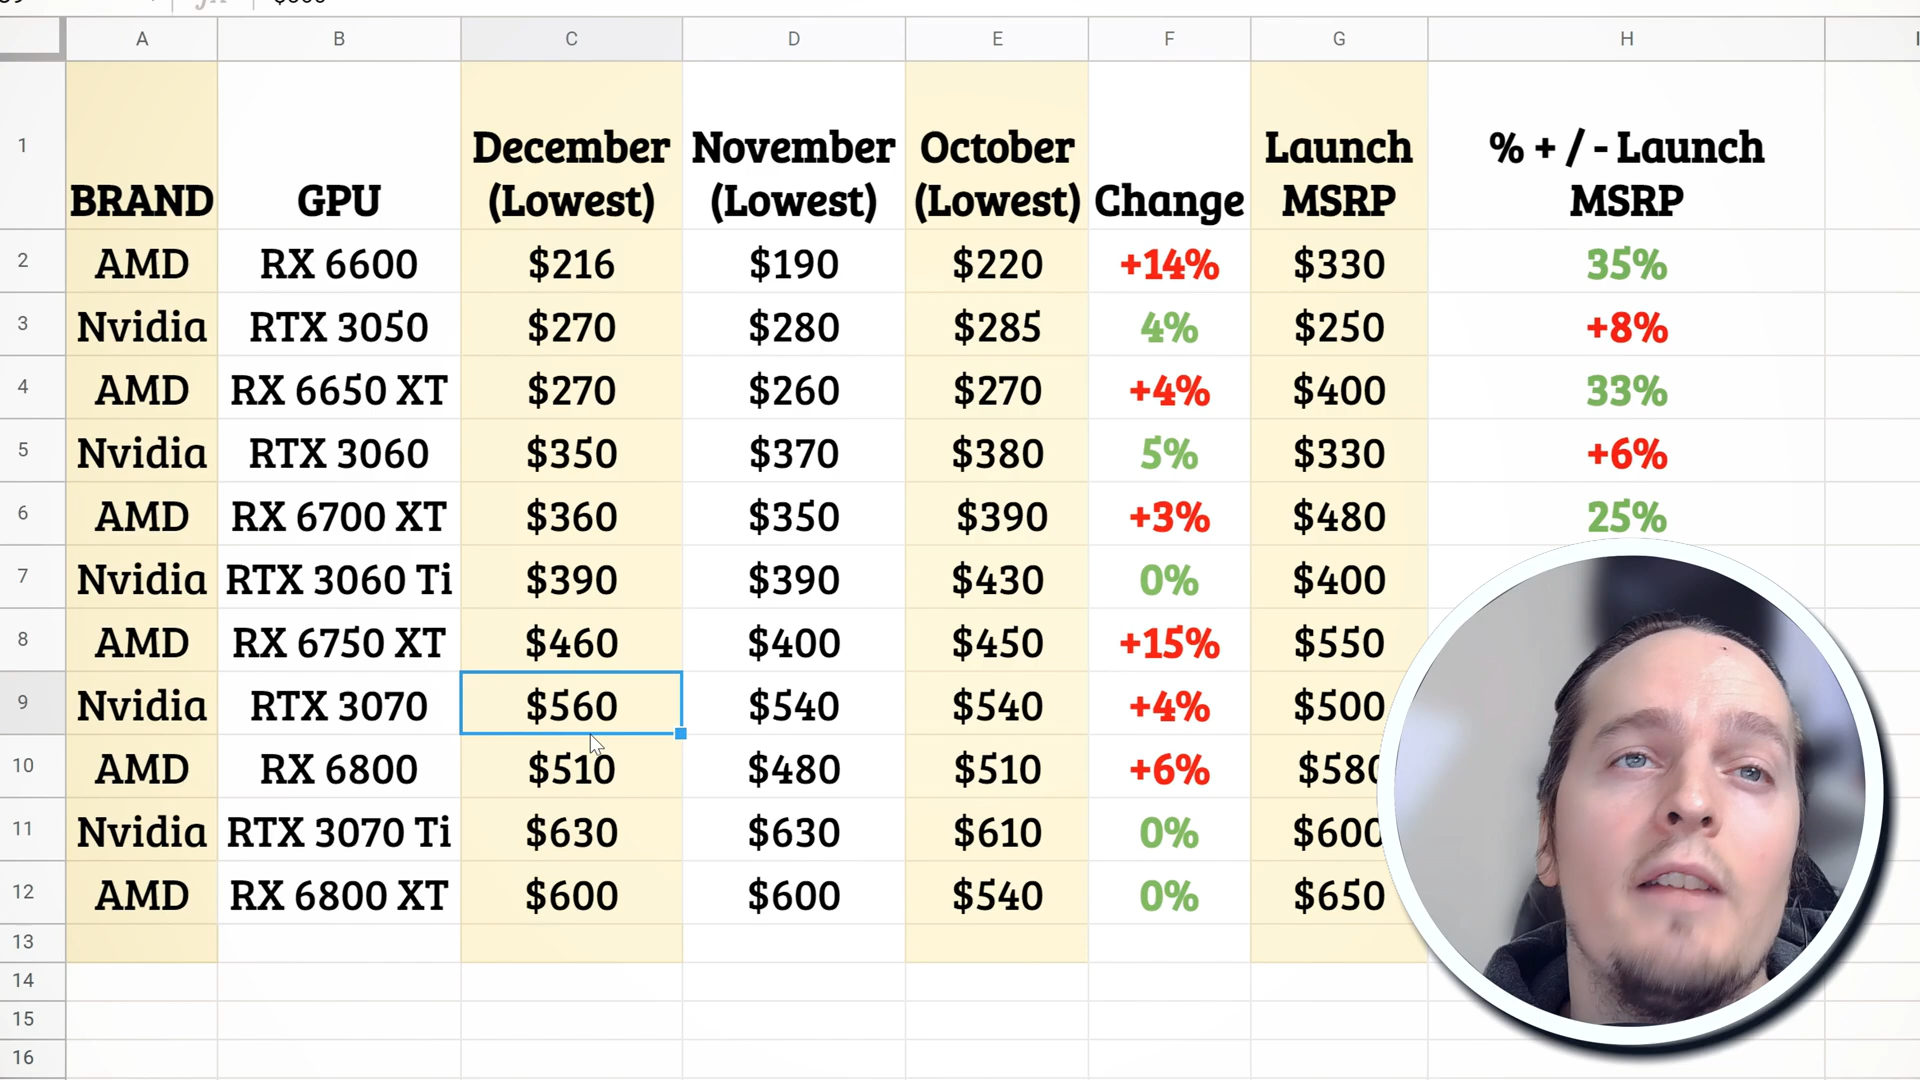 A B C D E F G H
1 BRAND GPU December (Lowest) November (Lowest) October (Lowest) Change Launch MSRP % + / - Launch MSRP
2 AMD RX 6600 $216 $190 $220 +14% $330 35%
3 Nvidia RTX 3050 $270 $280 $285 4% $250 +8%
4 AMD RX 6650 XT $270 $260 $270 +4% $400 33%
5 Nvidia RTX 3060 $350 $370 $380 5% $330 +6%
6 AMD RX 6700 XT $360 $350 $390 +3% $480 25%
7 Nvidia RTX 3060 Ti $390 $390 $430 0% $400
8 AMD RX 6750 XT $460 $400 $450 +15% $550
9 Nvidia RTX 3070 $560 $540 $540 +4% $500
10 AMD RX 6800 $510 $480 $510 +6% $580
11 Nvidia RTX 3070 Ti $630 $630 $610 0% $600
12 AMD RX 6800 XT $600 $600 $540 0% $650
13
14
15
16